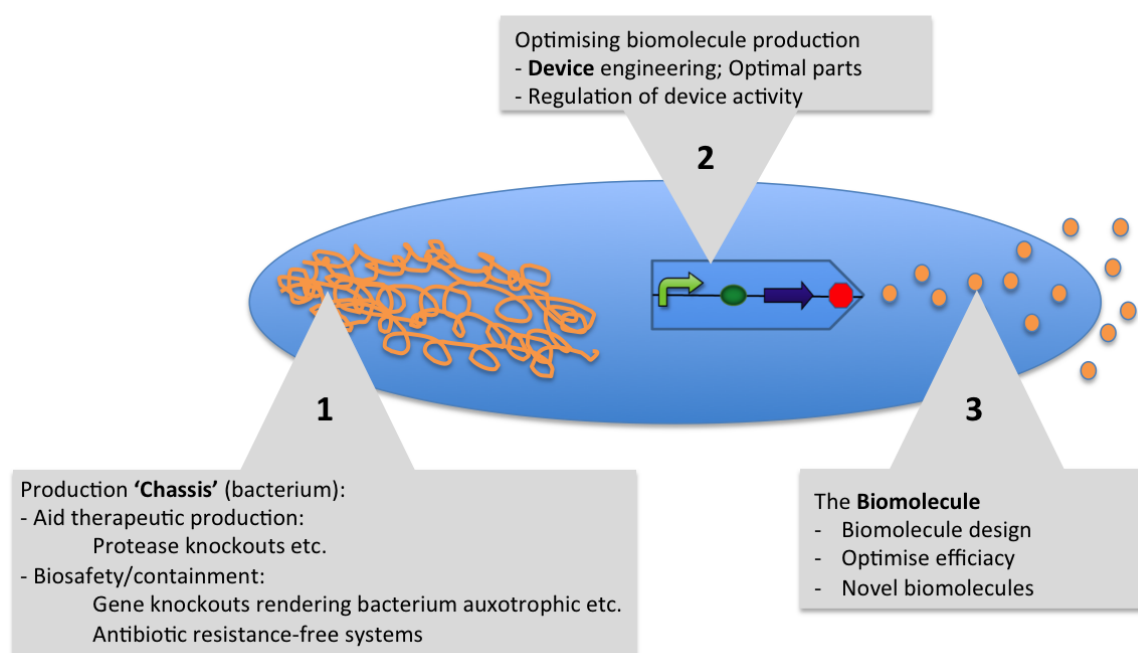 Optimising biomolecule production
- Device engineering; Optimal parts
- Regulation of device activity
2
1
3
Production ‘Chassis’ (bacterium):
- Aid therapeutic production:
Protease knockouts etc.
- Biosafety/containment:
Gene knockouts rendering bacterium auxotrophic etc.
Antibiotic resistance-free systems
The Biomolecule
- Biomolecule design
- Optimise efficiacy
- Novel biomolecules